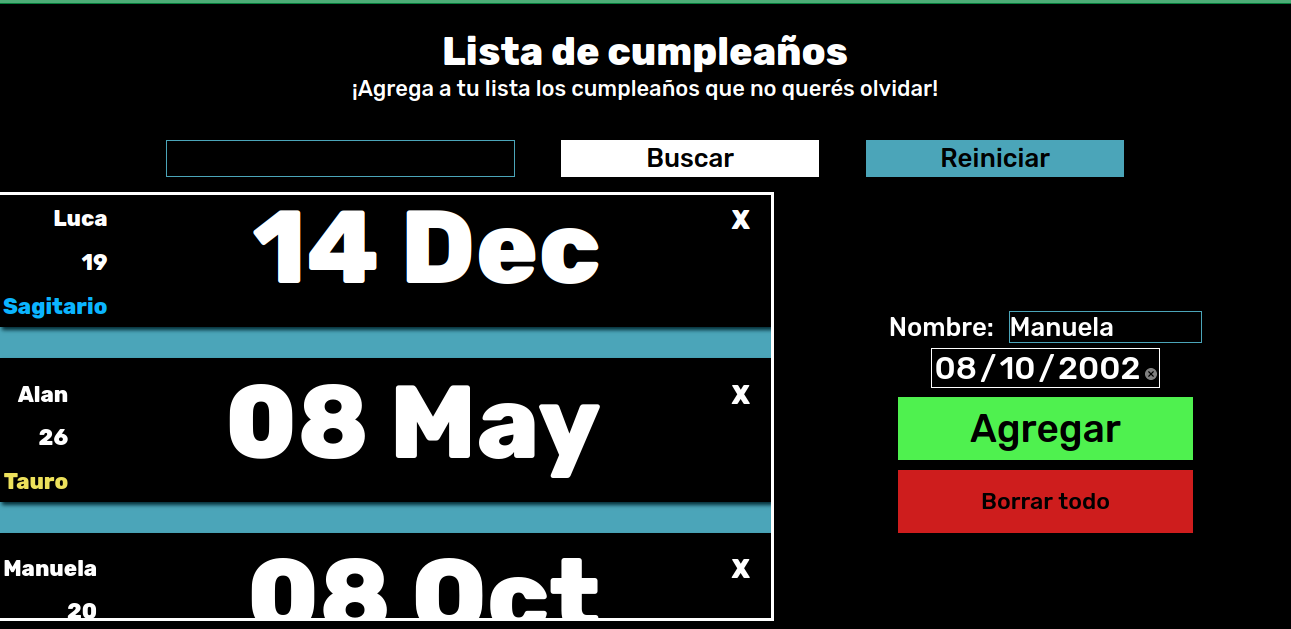 Lista de cumpleaños
¡Agrega a tu lista los cumpleaños que no querés olvidar!
Buscar
Reiniciar
Luca
19
Sagitario
14 Dec
X
Alan
26
Tauro
08 May
X
Manuela
20
08 Oct
X
Nombre: Manuela
08/10/2002
Agregar
Borrar todo